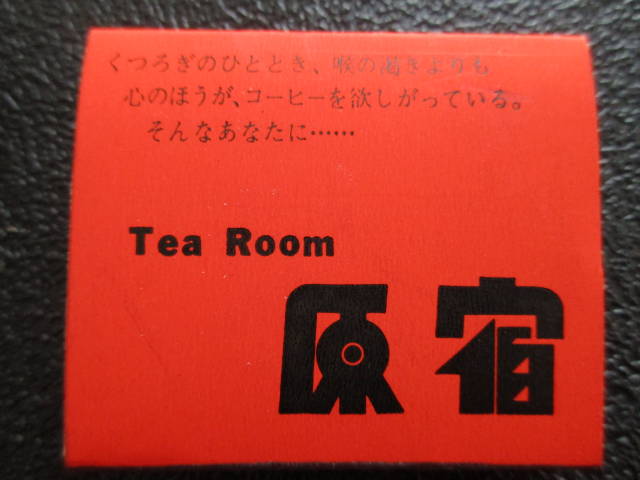 くつろぎのひととき、喉の渇きよりも
心のほうが、コーヒーを欲しがっている。
そんなあなたに……
Tea Room
原宿